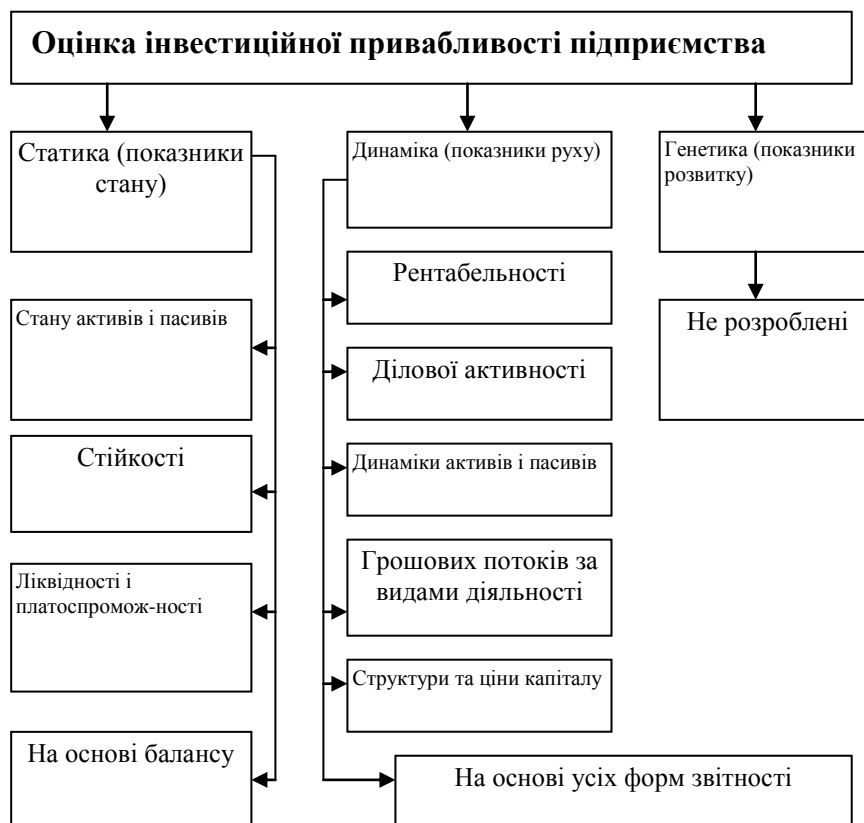 Оцінка інвестиційної привабливості підприємства
Статика (показники
стану)
Динаміка (показники руху)
Генетика (показники
розвитку)
Рентабельності
Стану активів і пасивів
Не розроблені
Ділової активності
Стійкості
Динаміки активів і пасивів
Грошових потоків за
видами діяльності
Ліквідності і
платоспромож-ності
Структури та ціни капіталу
На основі балансу
На основі усіх форм звітності